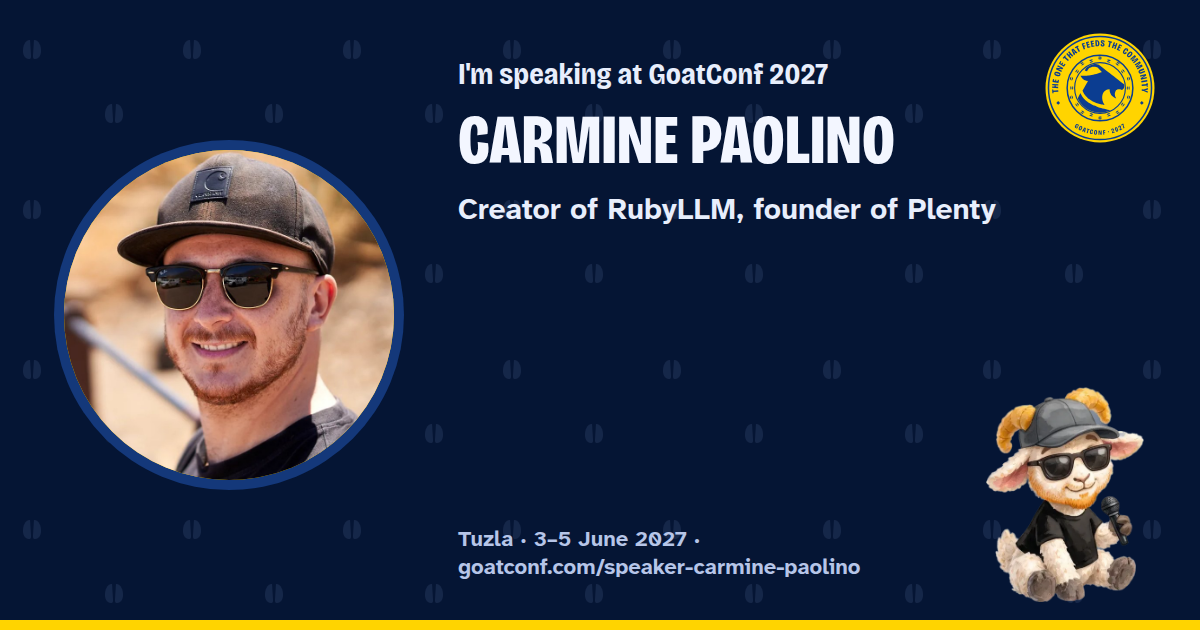 I'm speaking at GoatConf 2027
CARMINE PAOLINO
Creator of RubyLLM, founder of Plenty
Tuzla · 3–5 June 2027 ·
goatconf.com/speaker-carmine-paolino
THE ONE THAT FEEDS THE COMMUNITY
GOATCONF · 2027